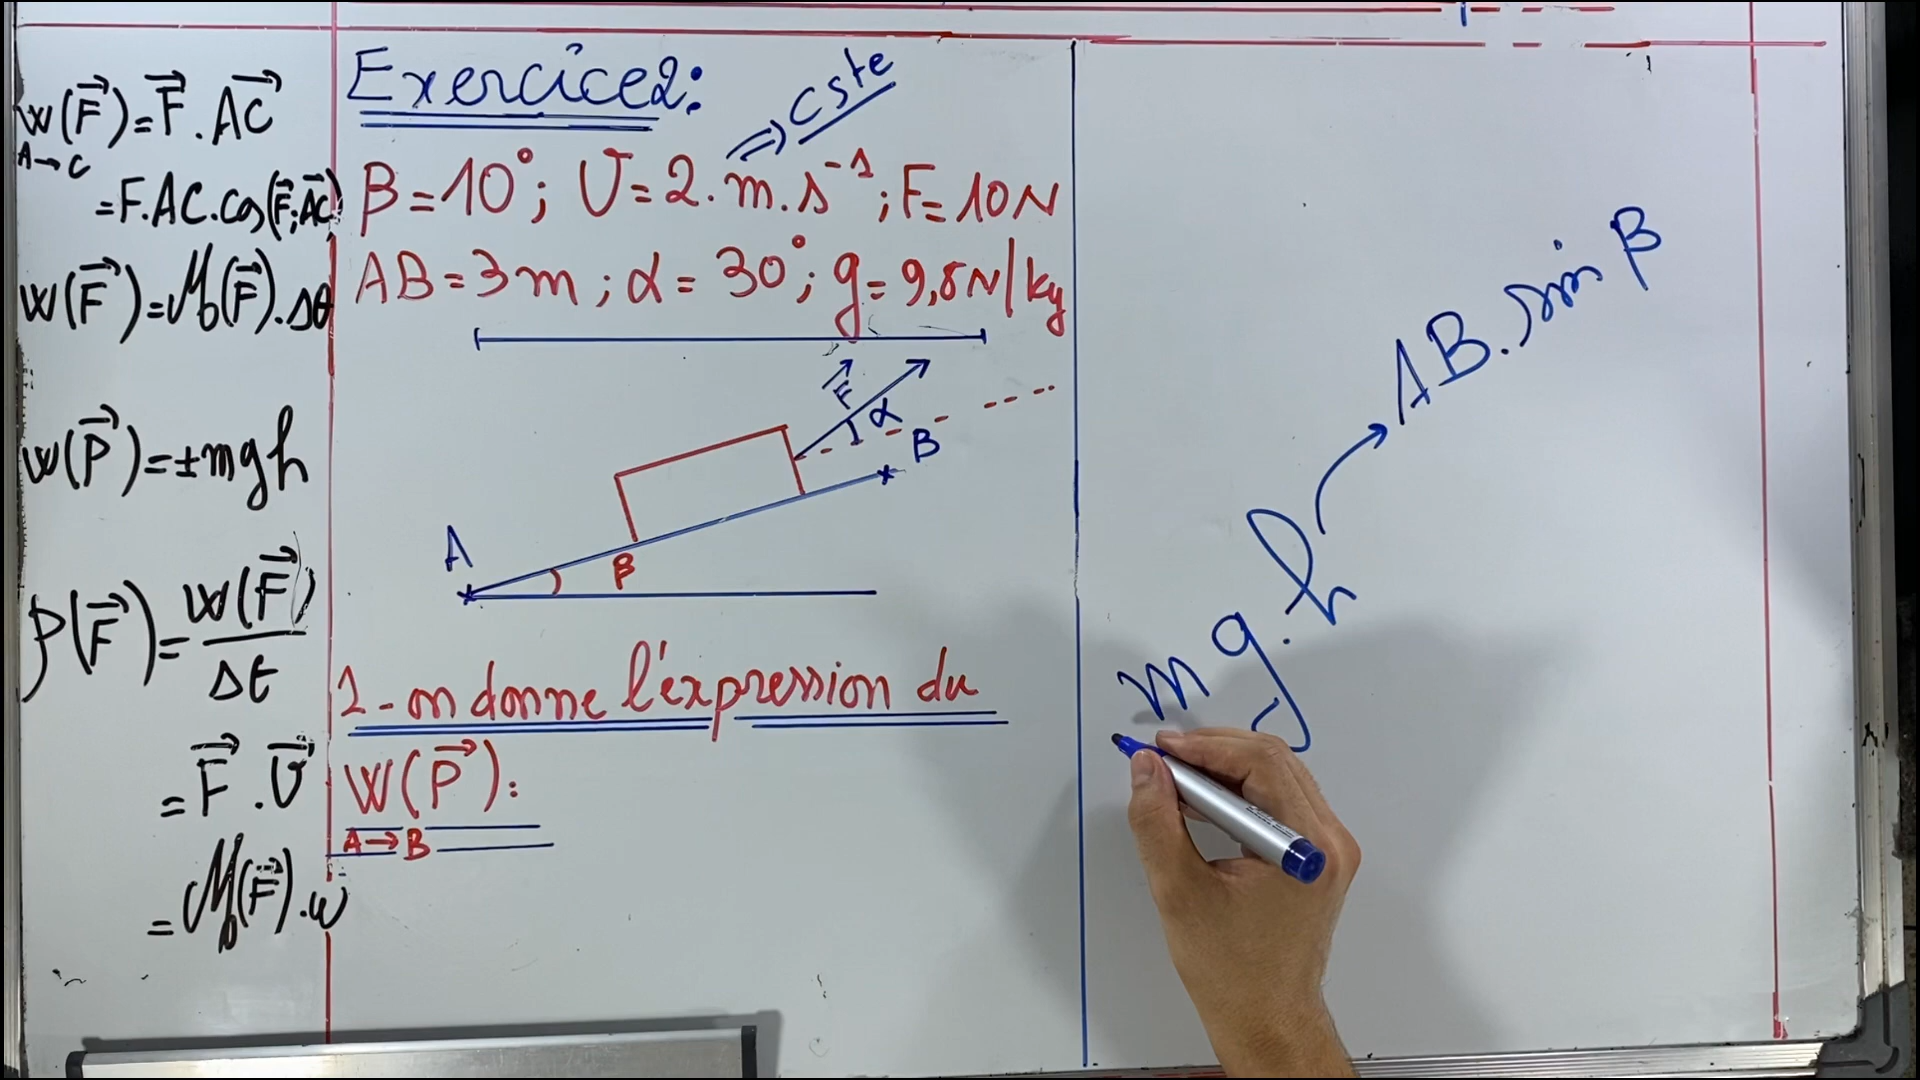 W(F⃗)=F⃗.AC⃗
A→C
=F.AC.cos(F⃗;AC⃗)
W(F⃗)=M(F⃗).Δθ
W(P⃗)=±mgh
P(F⃗)=W(F⃗)/Δt
=F⃗.V⃗
=M(F⃗).ω
Exercice2:
⇒ Cste
β=10°; V=2.m.s⁻¹; F=10N
AB=3m; α=30°; g=9,8N/kg
F⃗
α
B
A
β
1-on donne l'expression du
W(P⃗):
A→B
mg.h → AB.sin β